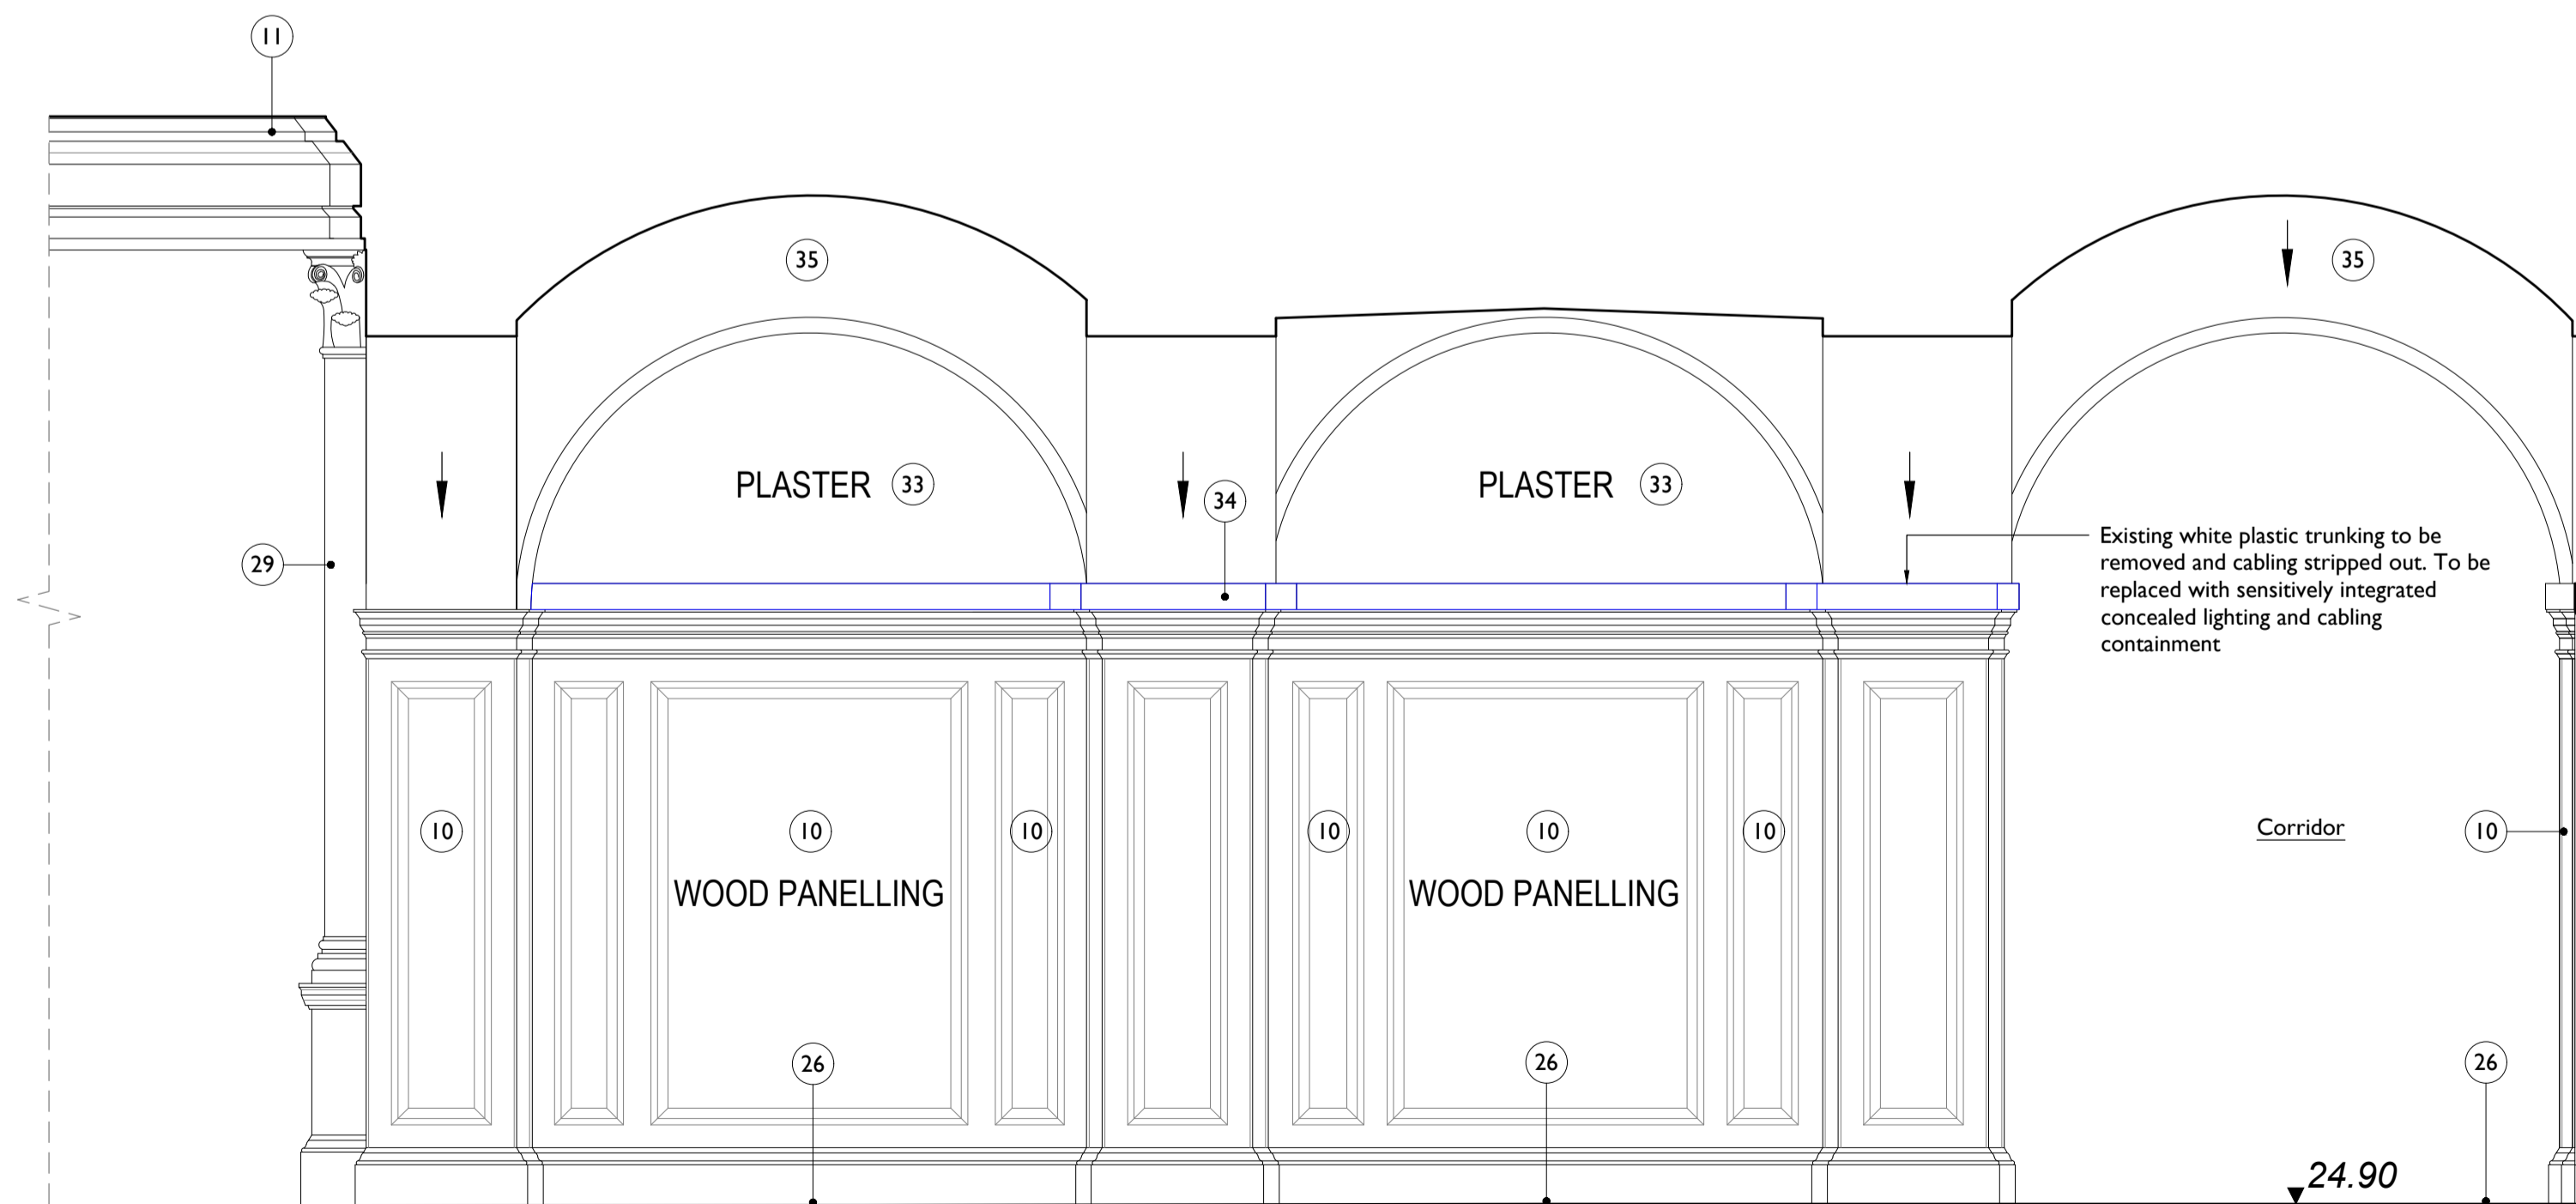 11
35
35
PLASTER 33
34
PLASTER 33
29
Existing white plastic trunking to be
removed and cabling stripped out. To be
replaced with sensitively integrated
concealed lighting and cabling
containment
10
10
10
10
10
10
Corridor
10
WOOD PANELLING
WOOD PANELLING
26
26
26
24.90